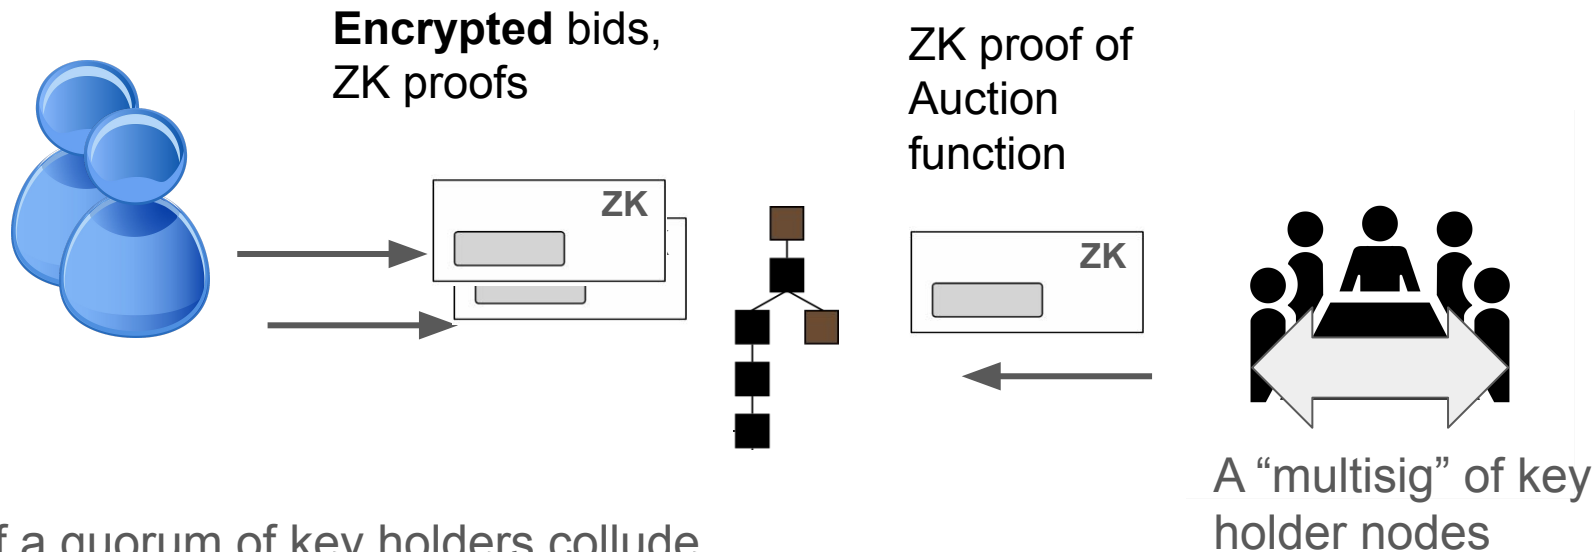 Encrypted bids,
ZK proofs
ZK proof of
Auction
function
ZK
ZK
A “multisig” of key
holder nodes
a quorum of key holders collude